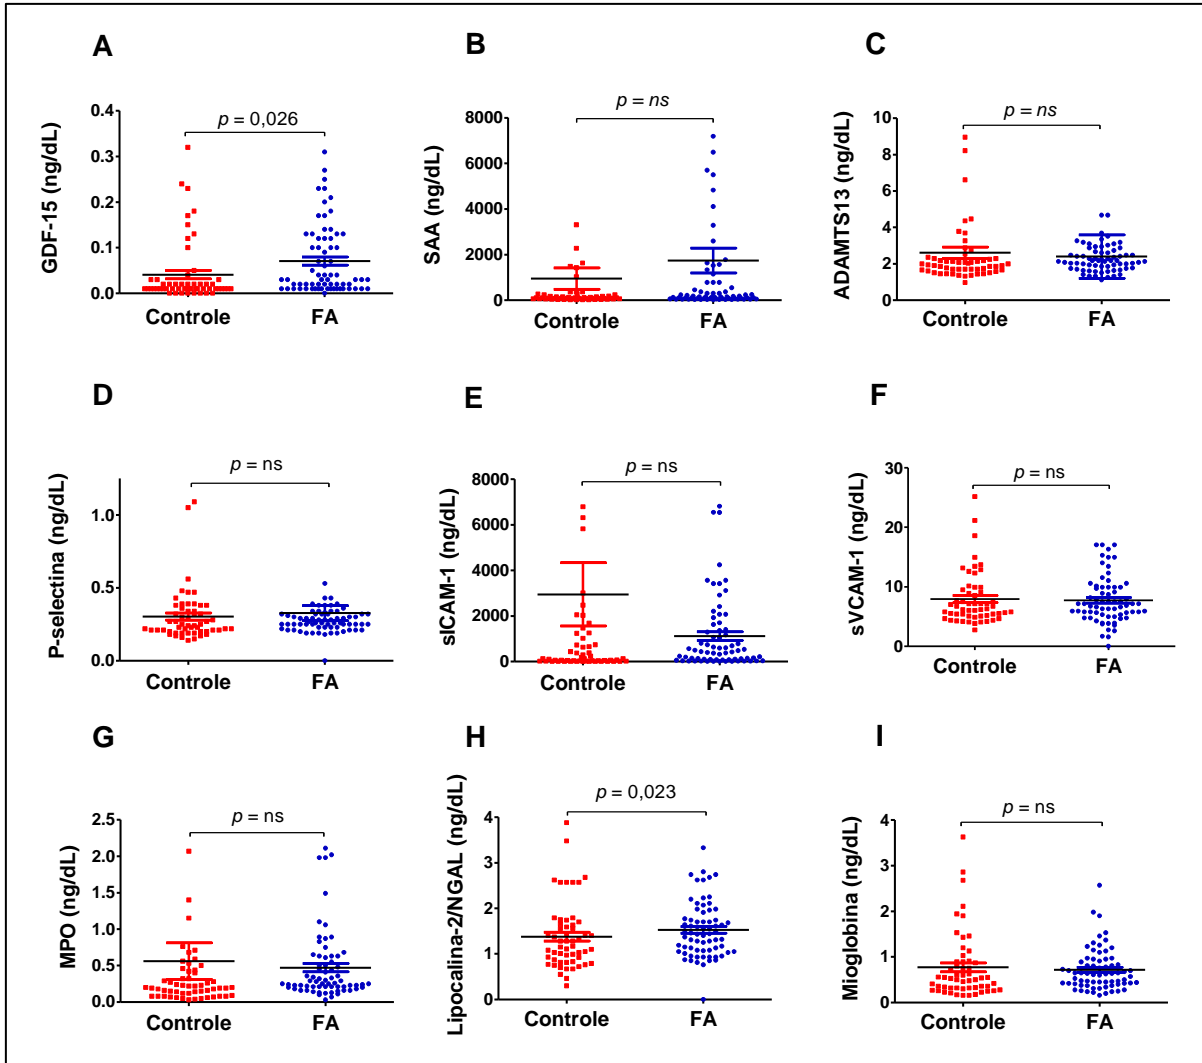 A
GDF-15 (ng/dL)
p = 0,026
0.4
0.3
0.2
0.1
0.0
Controle
FA
B
SAA (ng/dL)
p = ns
8000
6000
4000
2000
0
Controle
FA
C
ADAMTS13 (ng/dL)
p = ns
10
8
6
4
2
0
Controle
FA
D
P-selectina (ng/dL)
p = ns
1.0
0.5
0.0
Controle
FA
E
sICAM-1 (ng/dL)
p = ns
8000
6000
4000
2000
0
Controle
FA
F
sVCAM-1 (ng/dL)
p = ns
30
20
10
0
Controle
FA
G
MPO (ng/dL)
p = ns
2.5
2.0
1.5
1.0
0.5
0.0
Controle
FA
H
Lipocalina-2/NGAL (ng/dL)
p = 0,023
4
3
2
1
0
Controle
FA
I
Mioglobina (ng/dL)
p = ns
4
3
2
1
0
Controle
FA